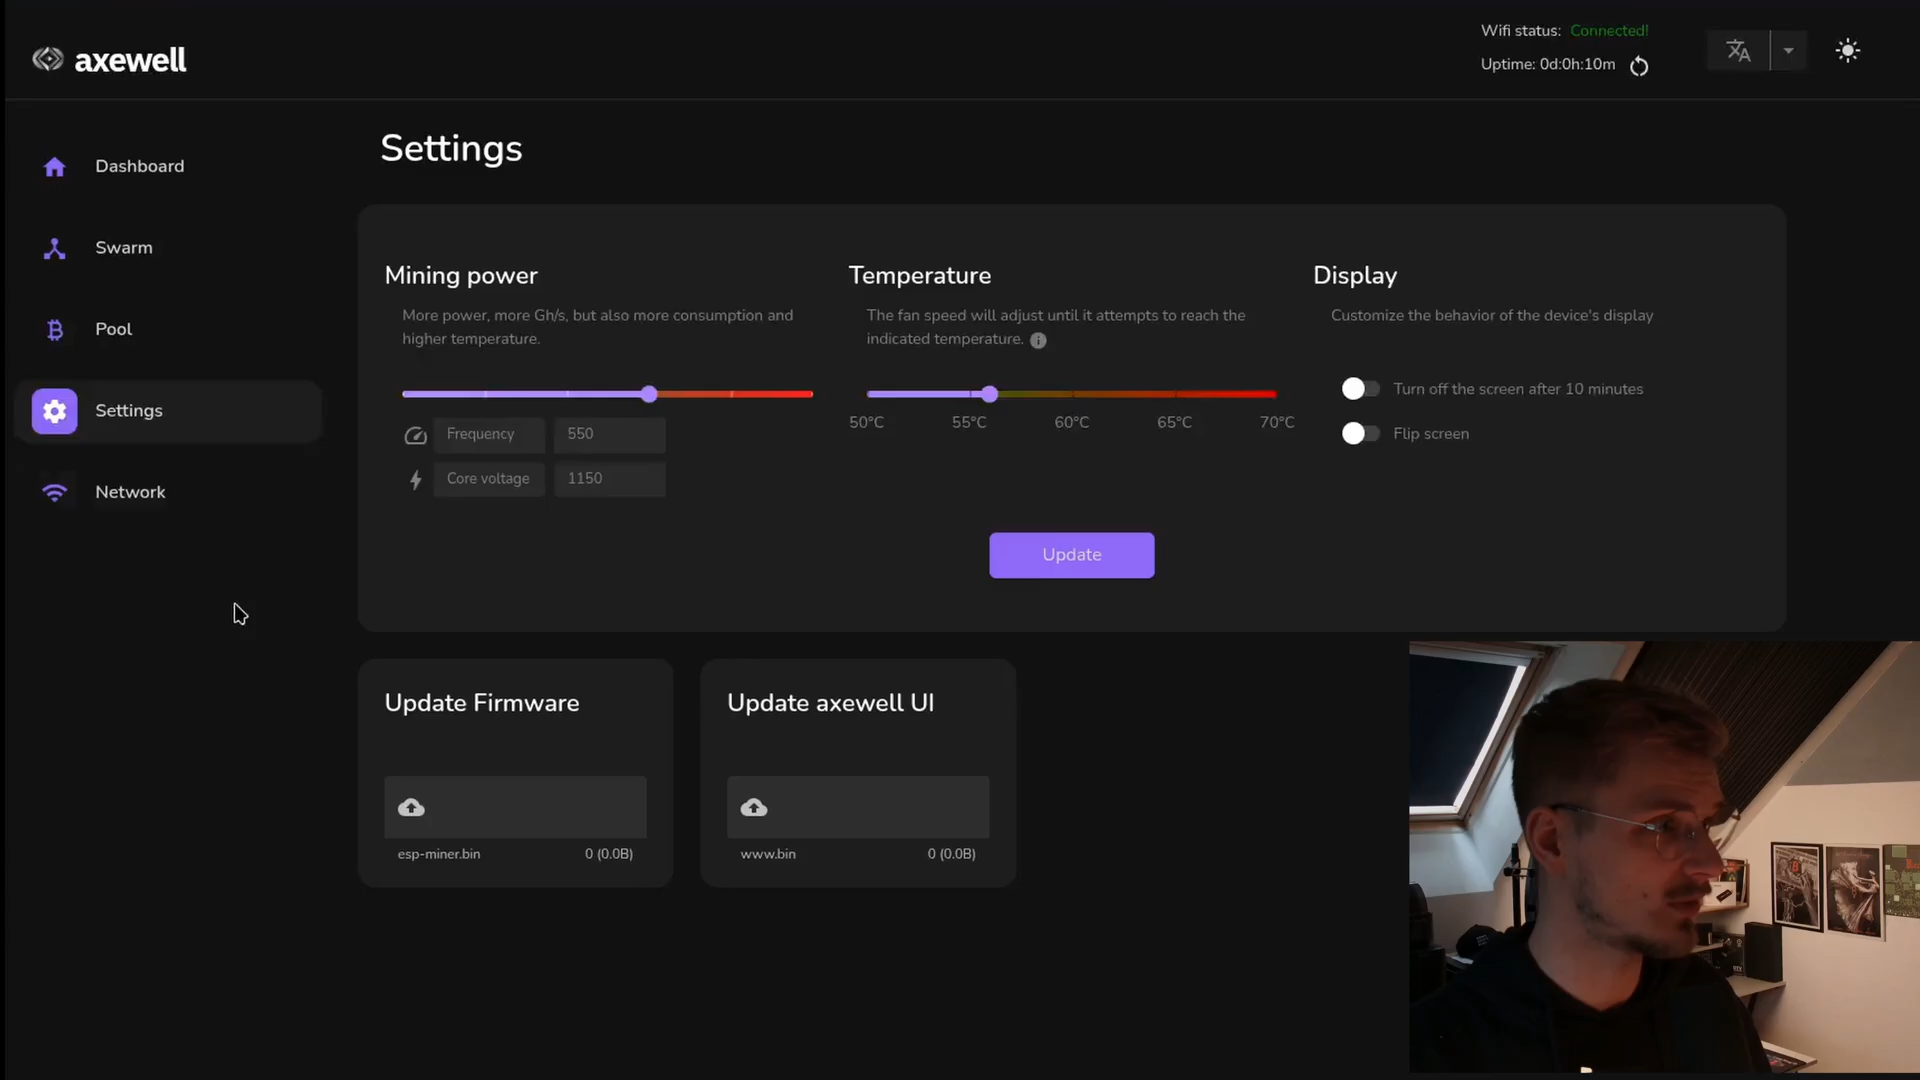 axewell
Wifi status: Connected!
Uptime: 0d:0h:10m
Dashboard
Swarm
Pool
Settings
Network
Settings
Mining power
More power, more Gh/s, but also more consumption and
higher temperature.
Frequency 550
Core voltage 1150
Temperature
The fan speed will adjust until it attempts to reach the
indicated temperature.
50°C 55°C 60°C 65°C 70°C
Display
Customize the behavior of the device's display
Turn off the screen after 10 minutes
Flip screen
Update
Update Firmware
esp-miner.bin 0 (0.0B)
Update axewell UI
www.bin 0 (0.0B)